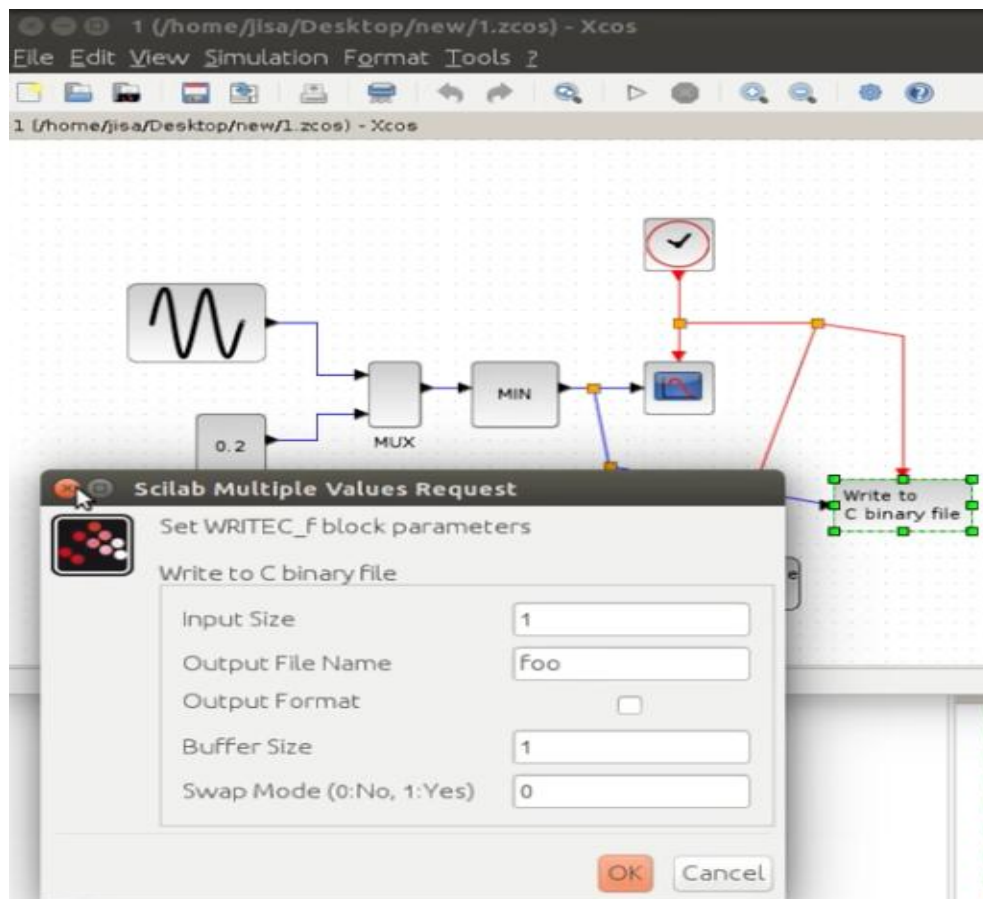 1 (/home/jisa/Desktop/new/1.zcos) - Xcos
File Edit View Simulation Format Tools ?
1 (/home/jisa/Desktop/new/1.zcos) - Xcos
MIN
0.2
MUX
Write to
C binary file
Scilab Multiple Values Request
Set WRITEC_f block parameters
Write to C binary file
Input Size 1
Output File Name foo
Output Format
Buffer Size 1
Swap Mode (0:No, 1:Yes) 0
OK Cancel